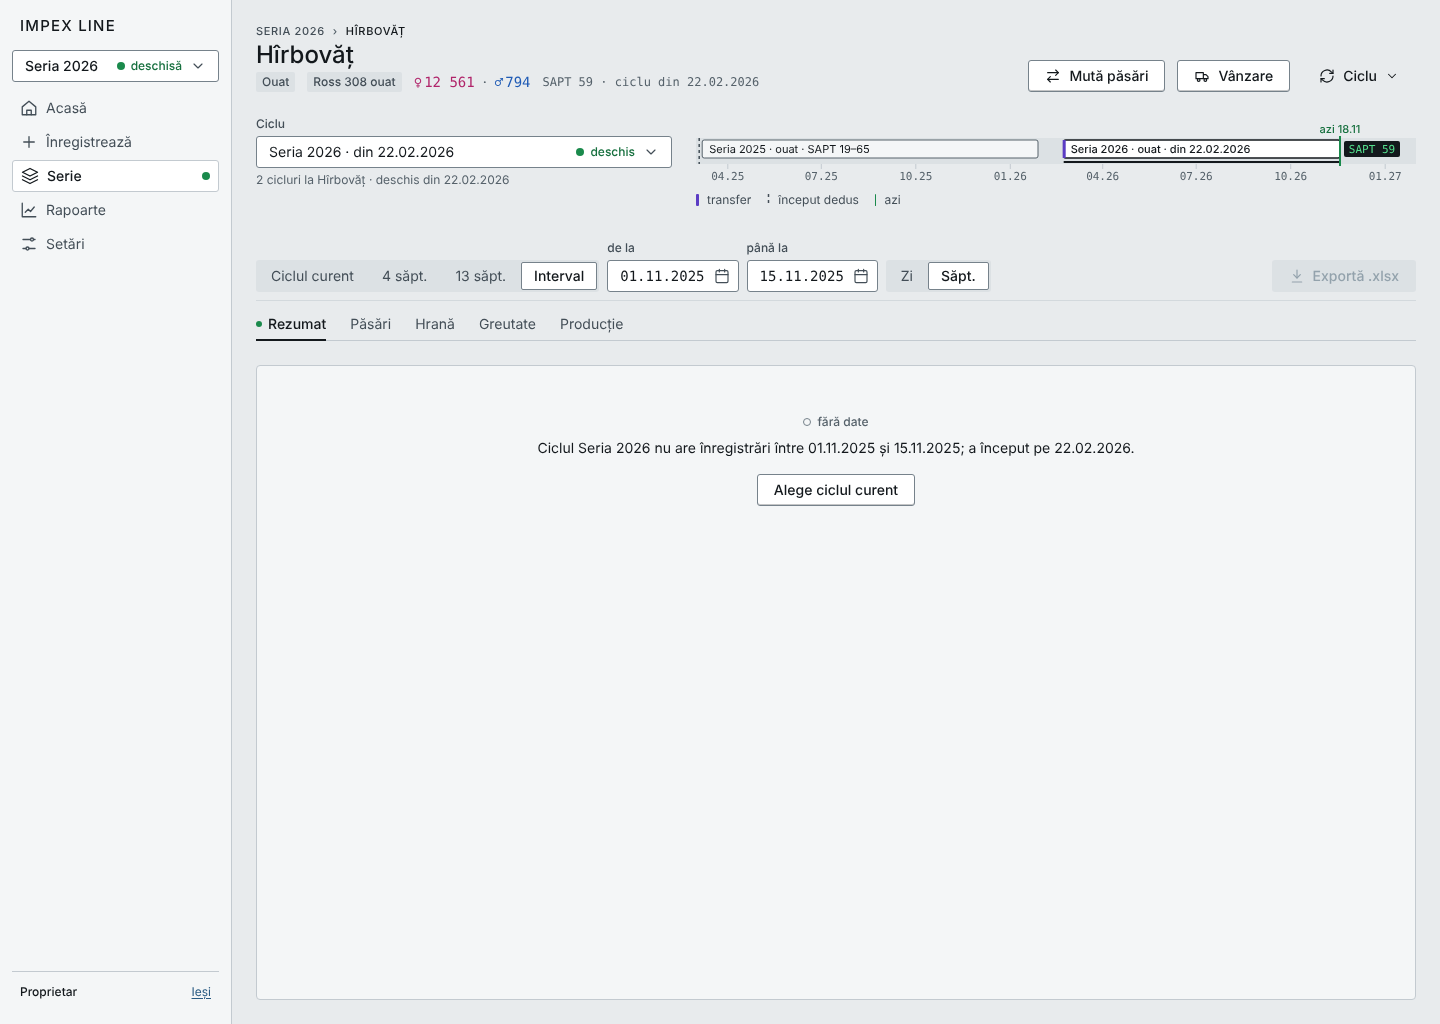 IMPEX LINE
Seria 2026 deschisă
Acasă
Înregistrează
Serie
Rapoarte
Setări
Proprietar Ieși
SERIA 2026 › HÎRBOVĂȚ
Hîrbovăț
Ouat Ross 308 ouat ♀12 561 · ♂794 SAPT 59 · ciclu din 22.02.2026
Mută păsări Vânzare Ciclu
Ciclu
Seria 2026 · din 22.02.2026 deschis
2 cicluri la Hîrbovăț · deschis din 22.02.2026
azi 18.11
Seria 2025 · ouat · SAPT 19–65 Seria 2026 · ouat · din 22.02.2026 SAPT 59
04.25 07.25 10.25 01.26 04.26 07.26 10.26 01.27
transfer început dedus azi
de la până la
Ciclul curent 4 săpt. 13 săpt. Interval 01.11.2025 15.11.2025 Zi Săpt. Exportă .xlsx
Rezumat Păsări Hrană Greutate Producție
fără date
Ciclul Seria 2026 nu are înregistrări între 01.11.2025 și 15.11.2025; a început pe 22.02.2026.
Alege ciclul curent